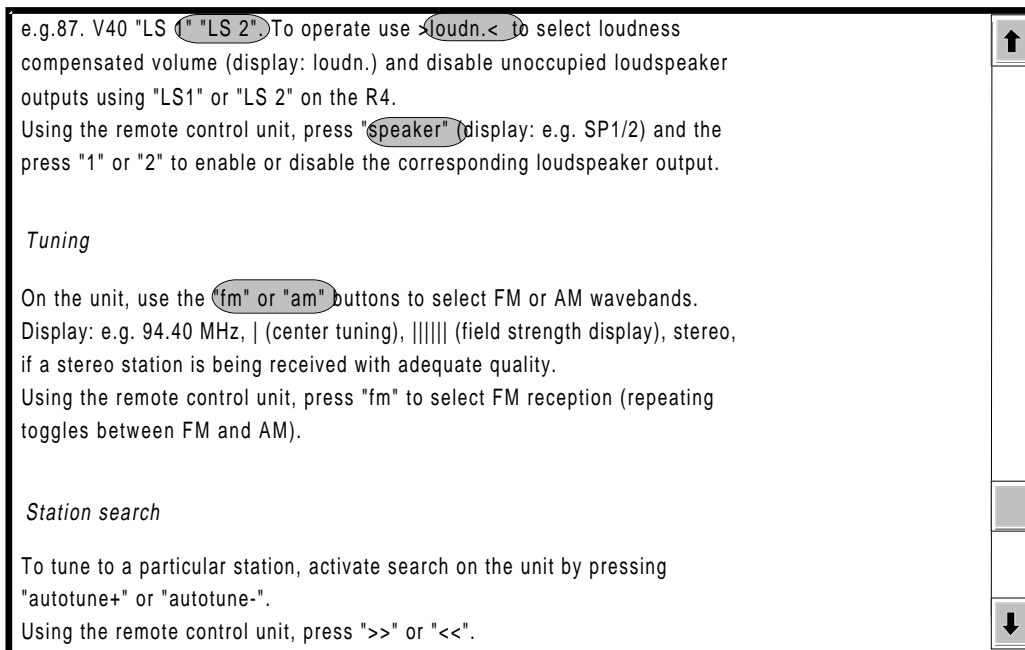 e.g.87. V40 "LS 1" "LS 2". To operate use >loudn.< to select loudness
compensated volume (display: loudn.) and disable unoccupied loudspeaker
outputs using "LS1" or "LS 2" on the R4.
Using the remote control unit, press "speaker" (display: e.g. SP1/2) and the
press "1" or "2" to enable or disable the corresponding loudspeaker output.
Tuning
On the unit, use the "fm" or "am" buttons to select FM or AM wavebands.
Display: e.g. 94.40 MHz, | (center tuning), |||||| (field strength display), stereo,
if a stereo station is being received with adequate quality.
Using the remote control unit, press "fm" to select FM reception (repeating
toggles between FM and AM).
Station search
To tune to a particular station, activate search on the unit by pressing
"autotune+" or "autotune-".
Using the remote control unit, press ">>" or "<<".